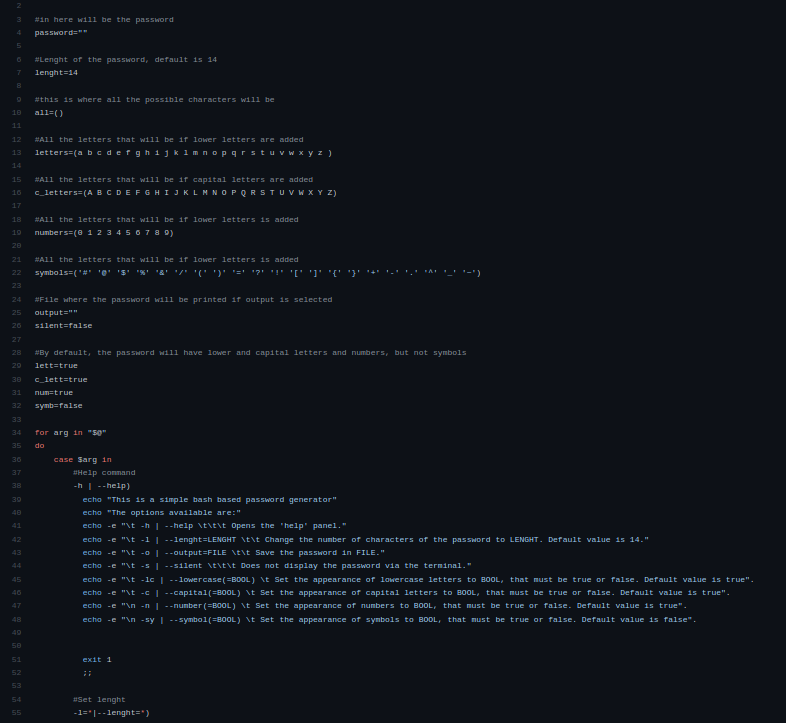 2
3 #in here will be the password
4 password=""
5
6 #Lenght of the password, default is 14
7 lenght=14
8
9 #this is where all the possible characters will be
10 all=()
11
12 #All the letters that will be if lower letters are added
13 letters=(a b c d e f g h i j k l m n o p q r s t u v w x y z )
14
15 #All the letters that will be if capital letters are added
16 c_letters=(A B C D E F G H I J K L M N O P Q R S T U V W X Y Z)
17
18 #All the letters that will be if lower letters is added
19 numbers=(0 1 2 3 4 5 6 7 8 9)
20
21 #All the letters that will be if lower letters is added
22 symbols=('#' '@' '$' '%' '&' '/' '(' ')' '=' '?' '!' '[' ']' '{' '}' '+' '-' '.' '^' '_' '~')
23
24 #File where the password will be printed if output is selected
25 output=""
26 silent=false
27
28 #By default, the password will have lower and capital letters and numbers, but not symbols
29 lett=true
30 c_lett=true
31 num=true
32 symb=false
33
34 for arg in "$@"
35 do
36     case $arg in
37         #Help command
38         -h | --help)
39           echo "This is a simple bash based password generator"
40           echo "The options available are:"
41           echo -e "\t -h | --help \t\t\t Opens the 'help' panel."
42           echo -e "\t -l | --lenght=LENGHT \t\t Change the number of characters of the password to LENGHT. Default value is 14."
43           echo -e "\t -o | --output=FILE \t\t Save the password in FILE."
44           echo -e "\t -s | --silent \t\t\t Does not display the password via the terminal."
45           echo -e "\t -lc | --lowercase(=BOOL) \t Set the appearance of lowercase letters to BOOL, that must be true or false. Default value is true".
46           echo -e "\t -c | --capital(=BOOL) \t Set the appearance of capital letters to BOOL, that must be true or false. Default value is true".
47           echo -e "\n -n | --number(=BOOL) \t Set the appearance of numbers to BOOL, that must be true or false. Default value is true".
48           echo -e "\n -sy | --symbol(=BOOL) \t Set the appearance of symbols to BOOL, that must be true or false. Default value is false".
49
50
51           exit 1
52           ;;
53
54         #Set lenght
55         -l=*|--lenght=*)